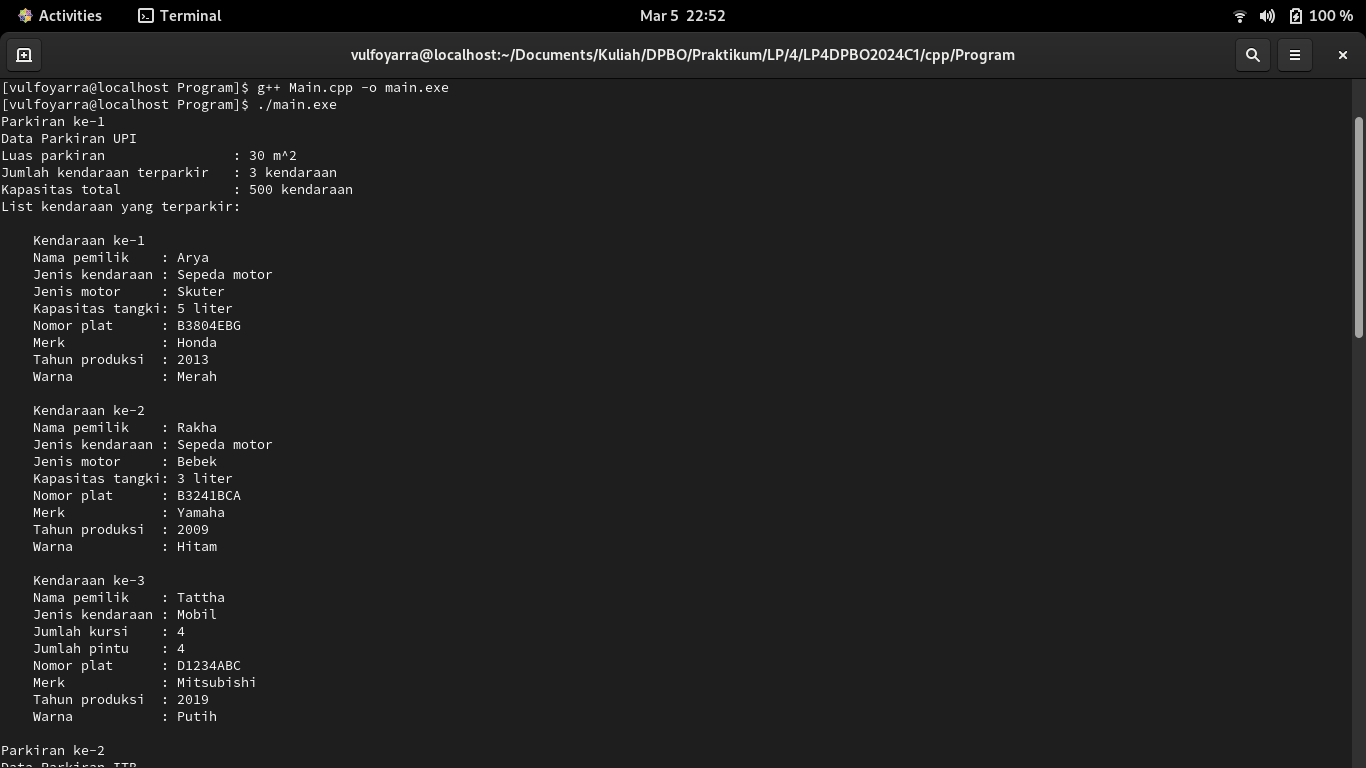 Activities Terminal Mar 5 22:52 100 %
vulfoyarra@localhost:~/Documents/Kuliah/DPBO/Praktikum/LP/4/LP4DPBO2024C1/cpp/Program
[vulfoyarra@localhost Program]$ g++ Main.cpp -o main.exe
[vulfoyarra@localhost Program]$ ./main.exe
Parkiran ke-1
Data Parkiran UPI
Luas parkiran                : 30 m^2
Jumlah kendaraan terparkir   : 3 kendaraan
Kapasitas total              : 500 kendaraan
List kendaraan yang terparkir:

    Kendaraan ke-1
    Nama pemilik    : Arya
    Jenis kendaraan : Sepeda motor
    Jenis motor     : Skuter
    Kapasitas tangki: 5 liter
    Nomor plat      : B3804EBG
    Merk            : Honda
    Tahun produksi  : 2013
    Warna           : Merah

    Kendaraan ke-2
    Nama pemilik    : Rakha
    Jenis kendaraan : Sepeda motor
    Jenis motor     : Bebek
    Kapasitas tangki: 3 liter
    Nomor plat      : B3241BCA
    Merk            : Yamaha
    Tahun produksi  : 2009
    Warna           : Hitam

    Kendaraan ke-3
    Nama pemilik    : Tattha
    Jenis kendaraan : Mobil
    Jumlah kursi    : 4
    Jumlah pintu    : 4
    Nomor plat      : D1234ABC
    Merk            : Mitsubishi
    Tahun produksi  : 2019
    Warna           : Putih

Parkiran ke-2
Data Parkiran ITB